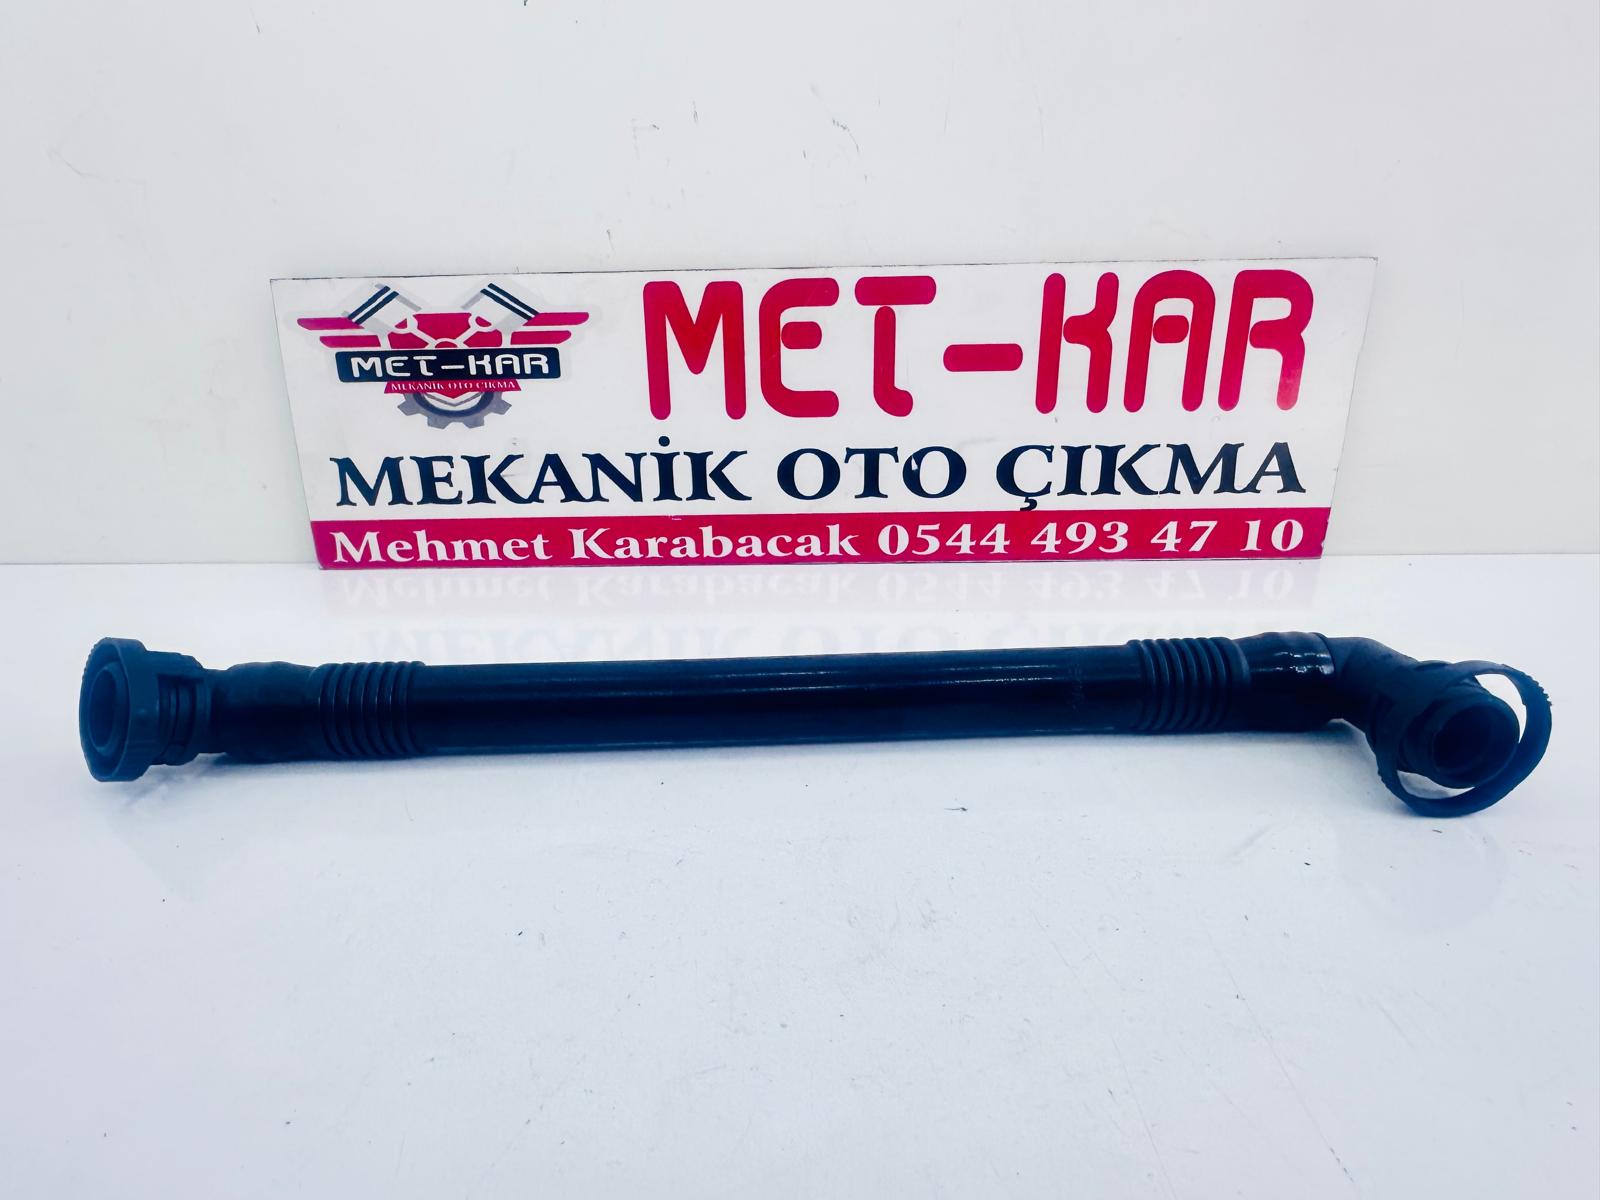 MET-KAR
MEKANİK OTO ÇIKMA
MET-KAR
MEKANİK OTO ÇIKMA
Mehmet Karabacak 0544 493 47 10